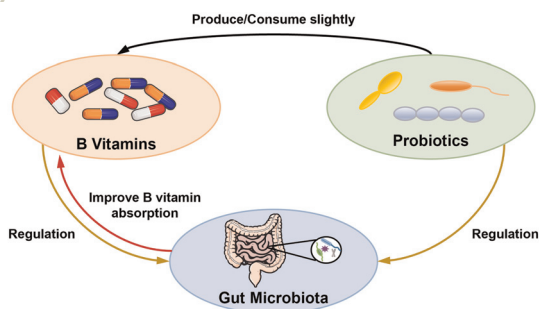 Produce/Consume slightly
B Vitamins
Probiotics
Improve B vitamin
absorption
Regulation
Regulation
Gut Microbiota